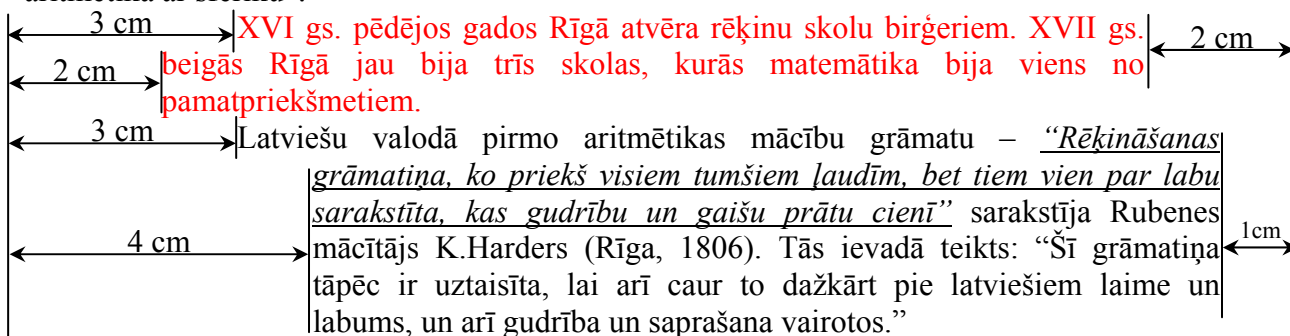 3 cm XVI gs. pēdējos gados Rīgā atvēra rēķinu skolu birģeriem. XVII gs. 2 cm
2 cm beigās Rīgā jau bija trīs skolas, kurās matemātika bija viens no
pamatpriekšmetiem.
3 cm Latviešu valodā pirmo aritmētikas mācību grāmatu – “Rēķināšanas
grāmatiņa, ko priekš visiem tumšiem ļaudīm, bet tiem vien par labu
sarakstīta, kas gudrību un gaišu prātu cienī” sarakstīja Rubenes
4 cm mācītājs K.Harders (Rīga, 1806). Tās ievadā teikts: “Šī grāmatiņa 1cm
tāpēc ir uztaisīta, lai arī caur to dažkārt pie latviešiem laime un
labums, un arī gudrība un saprašana vairotos.”